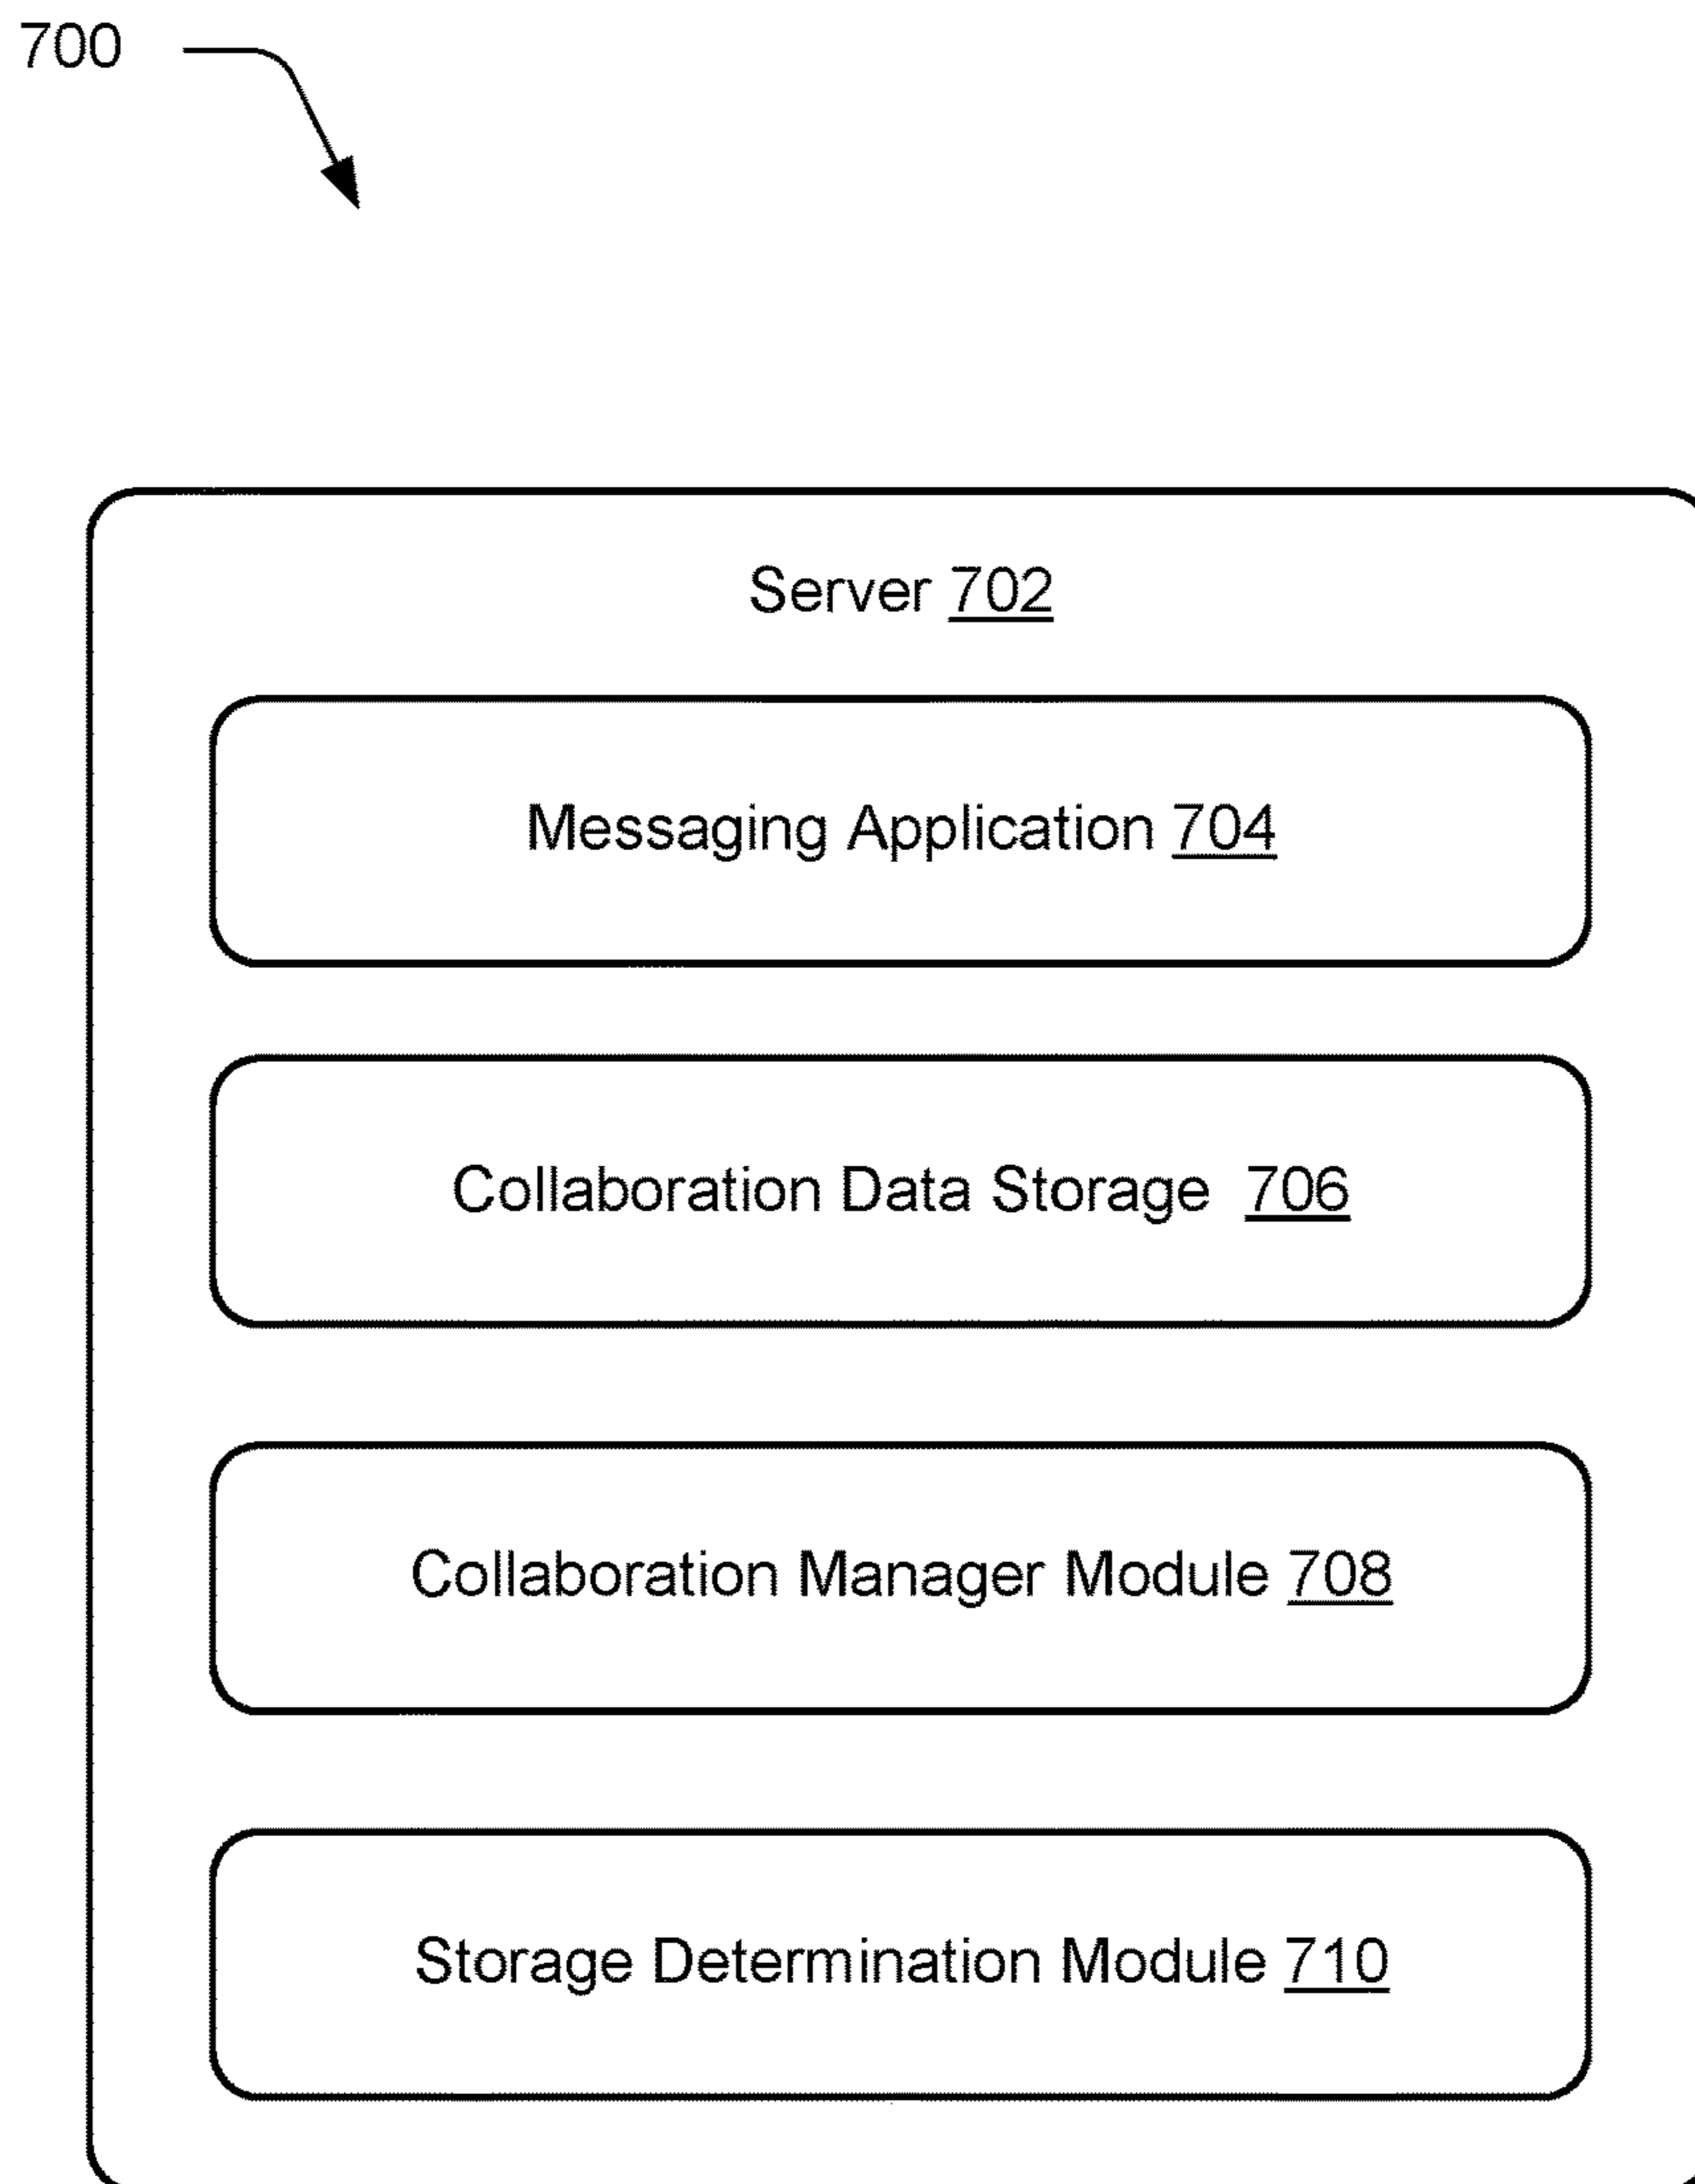 700
Server 702
Messaging Application 704
Collaboration Data Storage 706
Collaboration Manager Module 708
Storage Determination Module 710